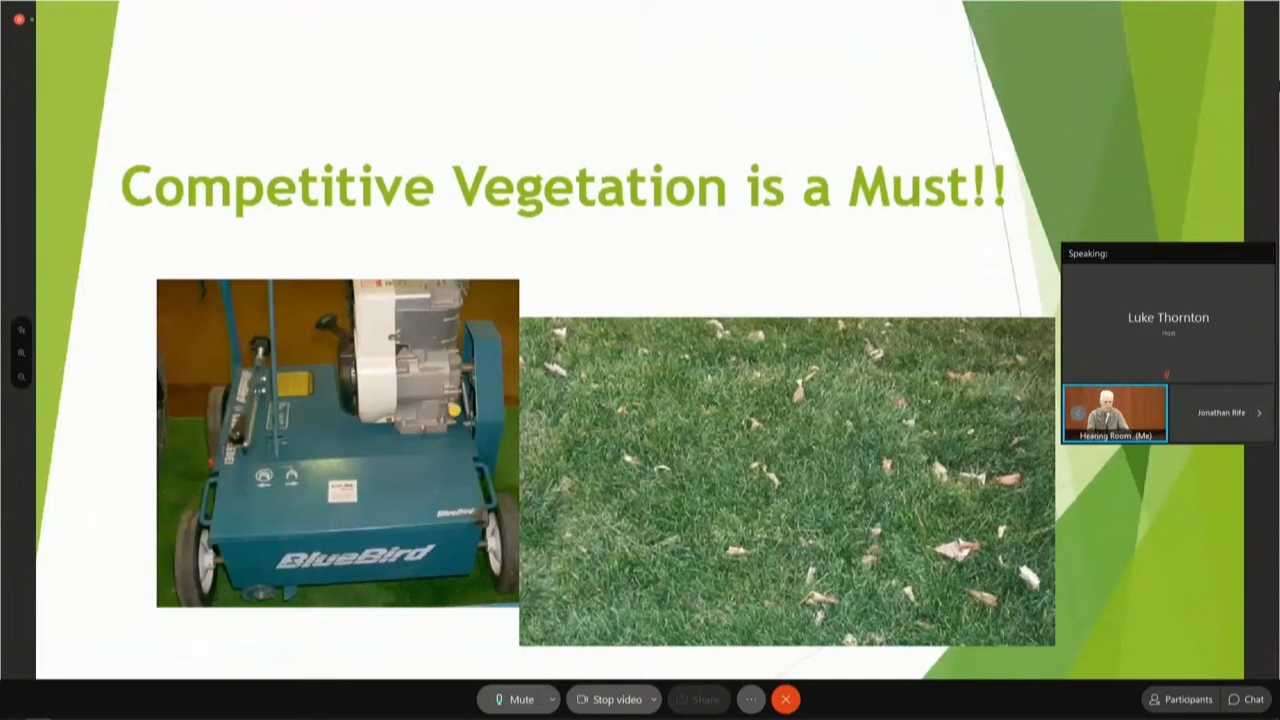 Competitive Vegetation is a Must!!
Speaking:
Luke Thornton
Host
Hearing Room (Me)
Jonathan Rife
BlueBird
BlueBird
Mute
Stop video
Share
Participants
Chat